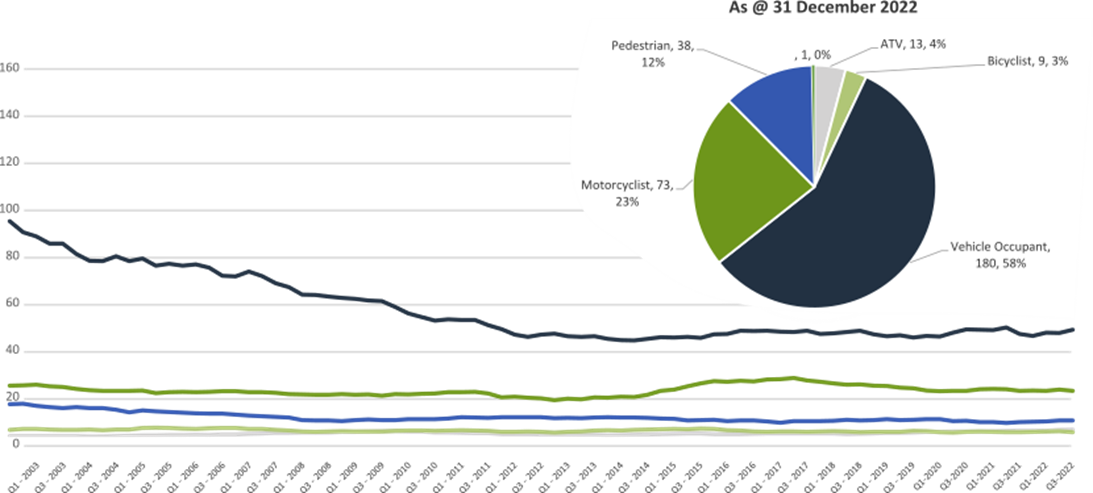 As @ 31 December 2022
Pedestrian, 38,
12%
, 1, 0%
ATV, 13, 4%
Bicyclist, 9, 3%
Motorcyclist, 73,
23%
Vehicle Occupant,
180, 58%
160
140
120
100
80
60
40
20
0
Q1 - 2003
Q3 - 2003
Q1 - 2004
Q3 - 2004
Q1 - 2005
Q3 - 2005
Q1 - 2006
Q3 - 2006
Q1 - 2007
Q3 - 2007
Q1 - 2008
Q3 - 2008
Q1 - 2009
Q3 - 2009
Q1 - 2010
Q3 - 2010
Q1 - 2011
Q3 - 2011
Q1 - 2012
Q3 - 2012
Q1 - 2013
Q3 - 2013
Q1 - 2014
Q3 - 2014
Q1 - 2015
Q3 - 2015
Q1 - 2016
Q3 - 2016
Q1 - 2017
Q3 - 2017
Q1 - 2018
Q3 - 2018
Q1 - 2019
Q3 - 2019
Q1 -2020
Q3 - 2020
Q1 - 2021
Q3-2021
Q1-2022
Q3-2022